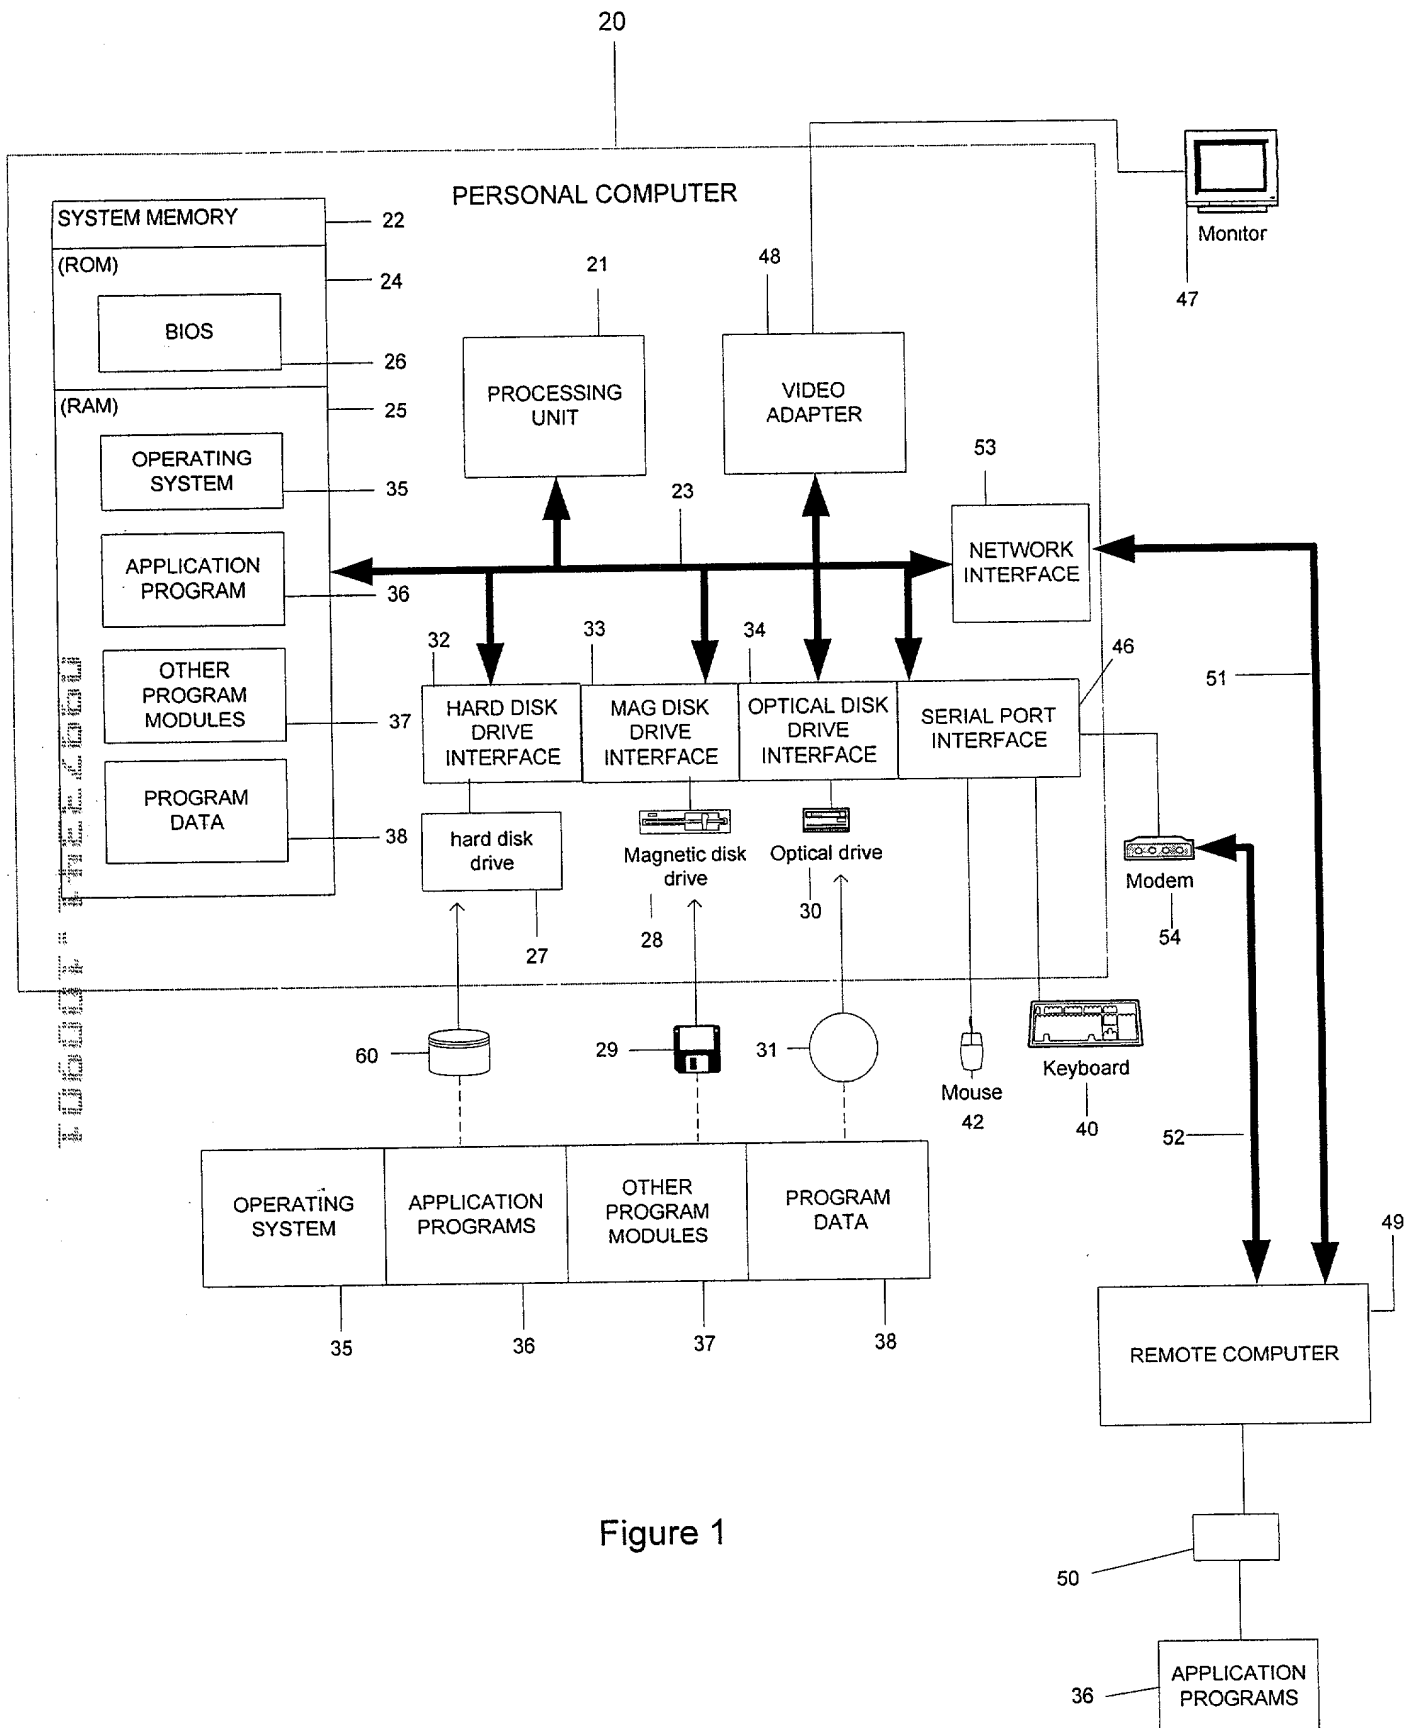 20
PERSONAL COMPUTER
SYSTEM MEMORY
22
(ROM)
24
BIOS
26
(RAM)
25
OPERATING
SYSTEM
35
APPLICATION
PROGRAM
36
OTHER
PROGRAM
MODULES
37
PROGRAM
DATA
38
21
PROCESSING
UNIT
48
VIDEO
ADAPTER
Monitor
47
23
53
NETWORK
INTERFACE
32
HARD DISK
DRIVE
INTERFACE
33
MAG DISK
DRIVE
INTERFACE
34
OPTICAL DISK
DRIVE
INTERFACE
46
SERIAL PORT
INTERFACE
51
hard disk
drive
27
Magnetic disk
drive
28
Optical drive
30
Modem
54
60
29
31
Mouse
42
Keyboard
40
52
OPERATING
SYSTEM
APPLICATION
PROGRAMS
OTHER
PROGRAM
MODULES
PROGRAM
DATA
35
36
37
38
49
REMOTE COMPUTER
Figure 1
50
36
APPLICATION
PROGRAMS